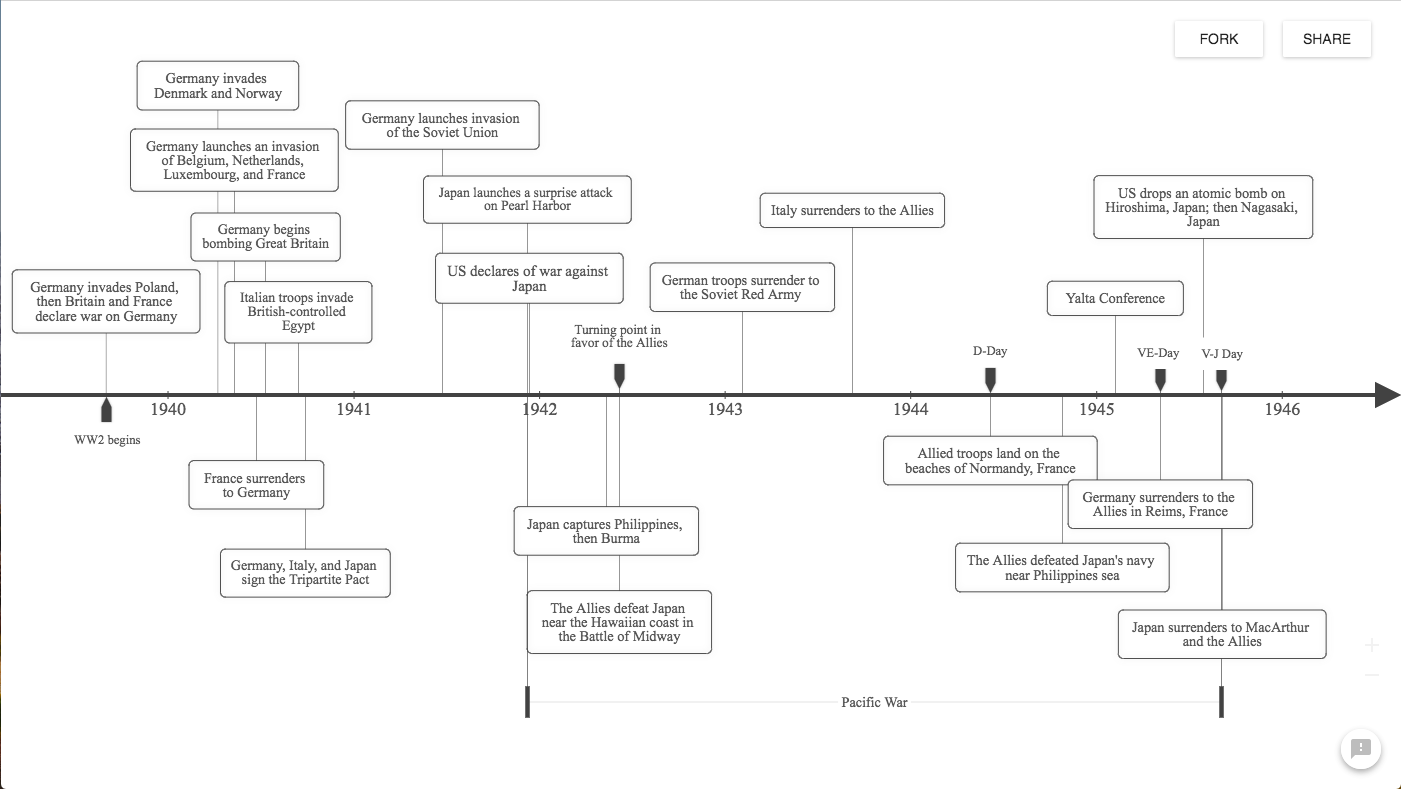 FORK
SHARE
Germany invades
Denmark and Norway
Germany launches invasion
of the Soviet Union
Germany launches an invasion
of Belgium, Netherlands,
Luxembourg, and France
Japan launches a surprise attack
on Pearl Harbor
Italy surrenders to the Allies
US drops an atomic bomb on
Hiroshima, Japan; then Nagasaki,
Japan
Germany begins
bombing Great Britain
US declares of war against
Japan
German troops surrender to
the Soviet Red Army
Germany invades Poland,
then Britain and France
declare war on Germany
Italian troops invade
British-controlled
Egypt
Yalta Conference
Turning point in
favor of the Allies
D-Day
VE-Day
V-J Day
1940
1941
1942
1943
1944
1945
1946
WW2 begins
France surrenders
to Germany
Allied troops land on the
beaches of Normandy, France
Germany surrenders to the
Allies in Reims, France
Japan captures Philippines,
then Burma
Germany, Italy, and Japan
sign the Tripartite Pact
The Allies defeated Japan's navy
near Philippines sea
The Allies defeat Japan
near the Hawaiian coast in
the Battle of Midway
Japan surrenders to MacArthur
and the Allies
Pacific War